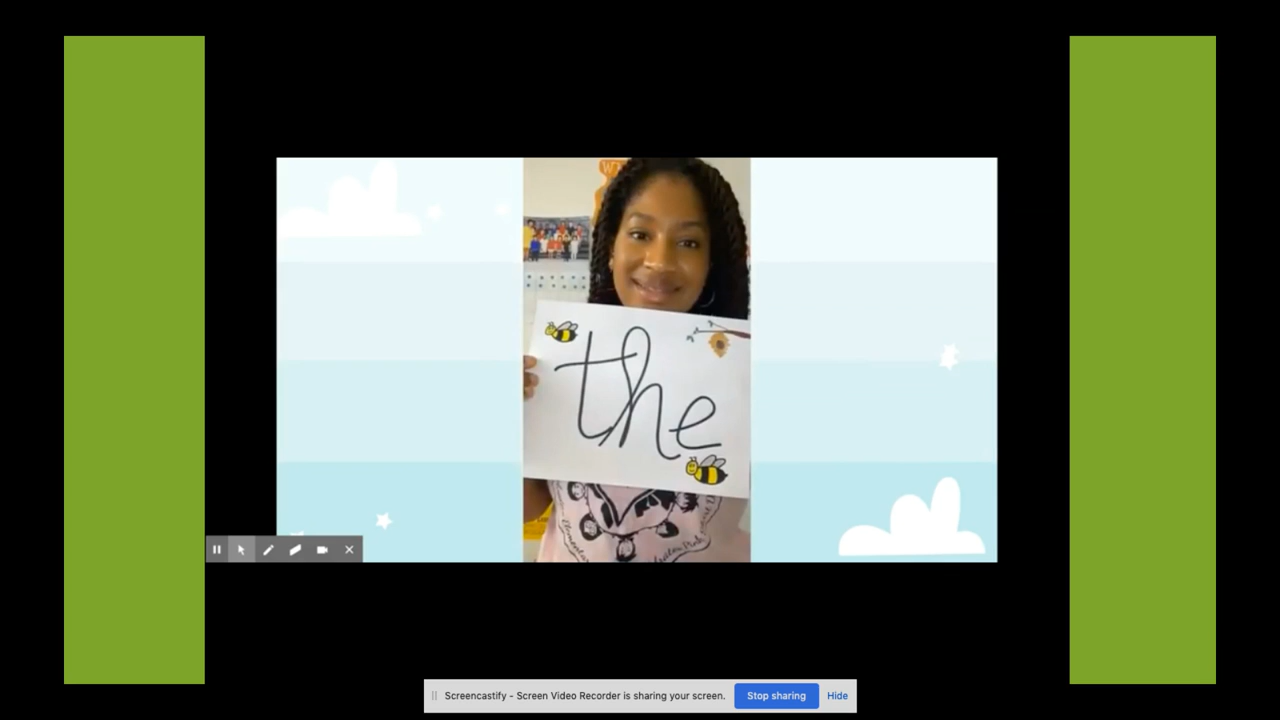 the
Screencastify - Screen Video Recorder is sharing your screen.
Stop sharing
Hide